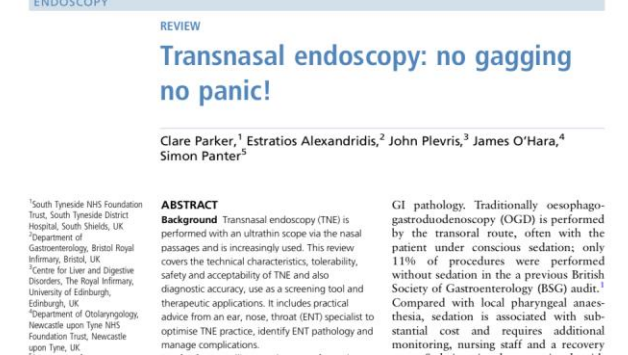 ENDOSCOPY
REVIEW
Transnasal endoscopy: no gagging
no panic!
Clare Parker,1 Estratios Alexandridis,2 John Plevris,3 James O'Hara,4
Simon Panter5
1South Tyneside NHS Foundation
Trust, South Tyneside District
Hospital, South Shields, UK
2Department of
Gastroenterology, Bristol Royal
Infirmary, Bristol, UK
3Centre for Liver and Digestive
Disorders, The Royal Infirmary,
University of Edinburgh,
Edinburgh, UK
4Department of Otolaryngology,
Newcastle upon Tyne NHS
Foundation Trust, Newcastle
upon Tyne, UK
ABSTRACT
Background Transnasal endoscopy (TNE) is
performed with an ultrathin scope via the nasal
passages and is increasingly used. This review
covers the technical characteristics, tolerability,
safety and acceptability of TNE and also
diagnostic accuracy, use as a screening tool and
therapeutic applications. It includes practical
advice from an ear, nose, throat (ENT) specialist to
optimise TNE practice, identify ENT pathology and
manage complications.
GI pathology. Traditionally oesophago-
gastroduodenoscopy (OGD) is performed
by the transoral route, often with the
patient under conscious sedation; only
11% of procedures were performed
without sedation in the a previous British
Society of Gastroenterology (BSG) audit.1
Compared with local pharyngeal anaes-
thesia, sedation is associated with sub-
stantial cost and requires additional
monitoring, nursing staff and a recovery